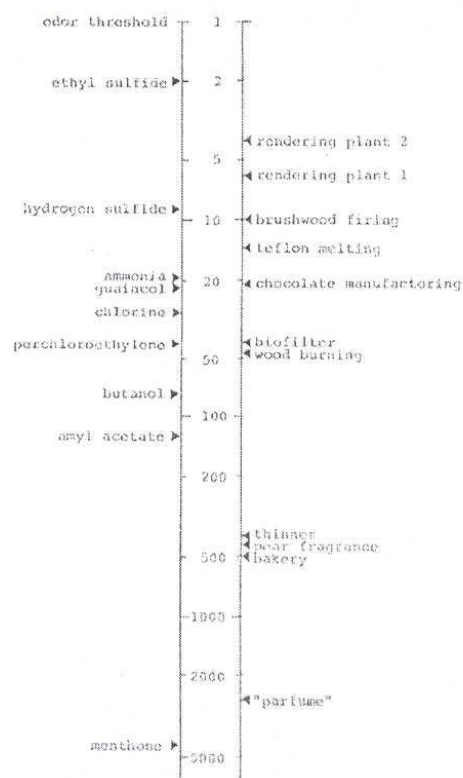 odor threshold 1
ethyl sulfide 2
rendering plant 2
5
rendering plant 1
hydrogen sulfide
10 brushwood firing
teflon melting
ammonia
20 chocolate manufactoring
guaiacol
chlorine
perchloroethylene biofilter
wood burning
50
butanol
100
amyl acetate
200
thinner
pear fragrance
500 bakery
1000
2000
"parfume"
menthone
5000